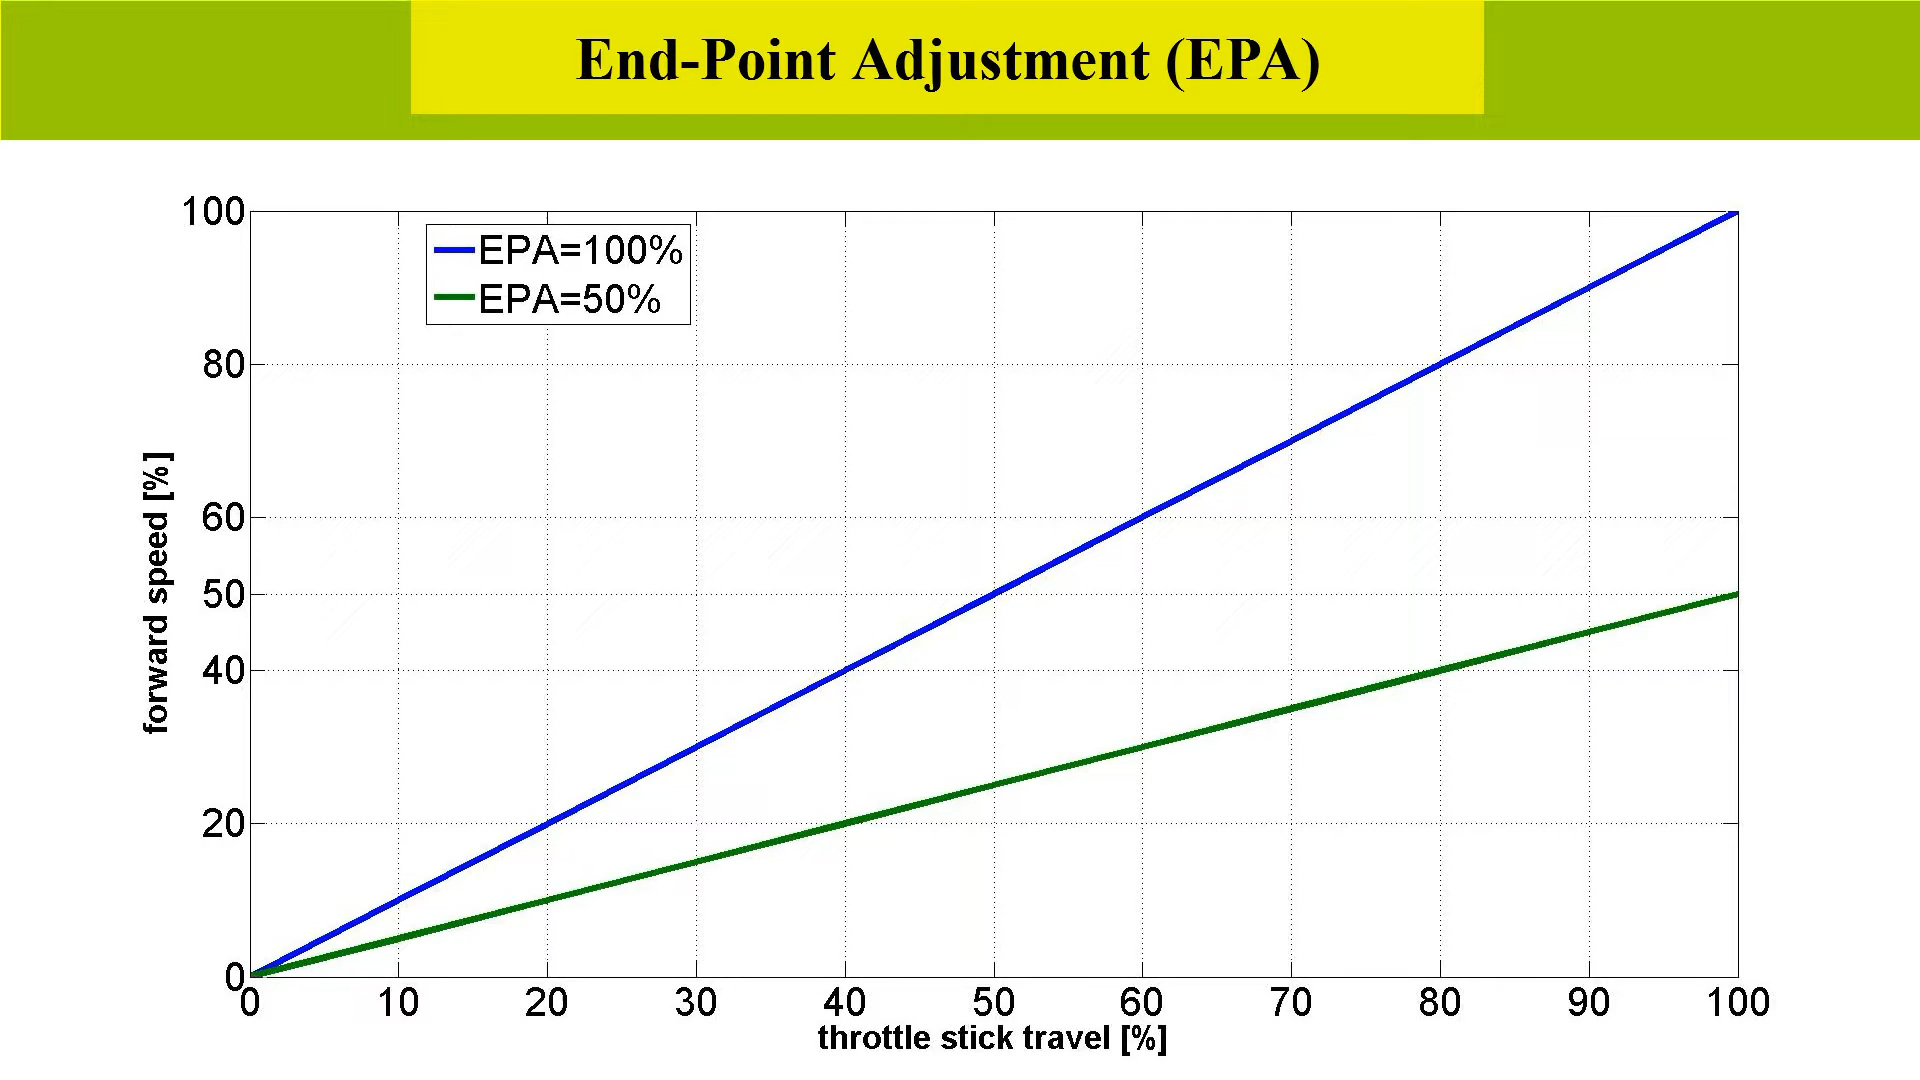 End-Point Adjustment (EPA)
EPA=100%
EPA=50%
forward speed [%]
100
80
60
50
40
20
0
0 10 20 30 40 50 60 70 80 90 100
throttle stick travel [%]